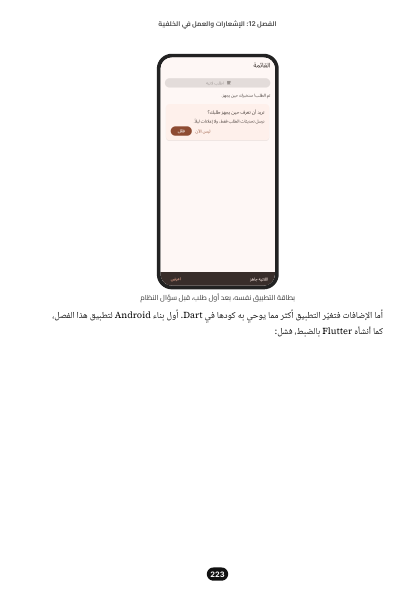 الفصل 12: الإشعارات والعمل في الخلفية
القائمة
تريد أن تعرف حين يجهز طلبك؟
ليس الآن
بطاقة التطبيق نفسه، بعد أول طلب، قبل سؤال النظام
أما الإضافات فتغيّر التطبيق أكثر مما يوحي به كودها في Dart. أول بناء Android لتطبيق هذا الفصل،
كما أنشأه Flutter بالضبط، فشل:
223